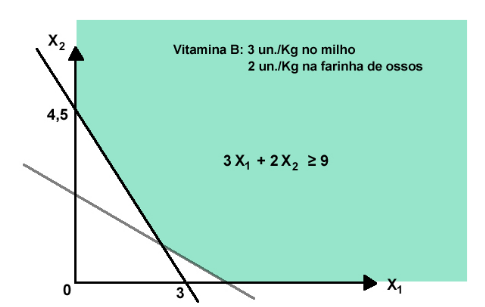 X2
Vitamina B: 3 un./Kg no milho
2 un./Kg na farinha de ossos
4,5
3 X1 + 2 X2 ≥ 9
0
3
X1